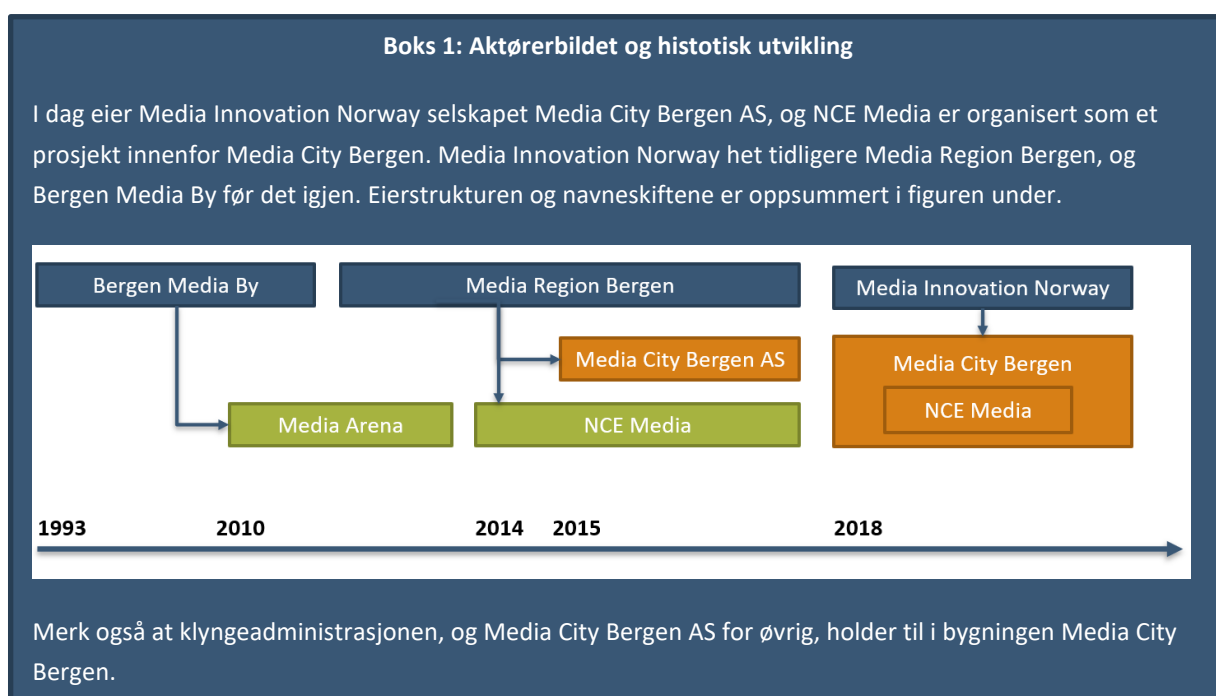 Boks 1: Aktørerbildet og histotisk utvikling
I dag eier Media Innovation Norway selskapet Media City Bergen AS, og NCE Media er organisert som et
prosjekt innenfor Media City Bergen. Media Innovation Norway het tidligere Media Region Bergen, og
Bergen Media By før det igjen. Eierstrukturen og navneskiftene er oppsummert i figuren under.
Bergen Media By
Media Region Bergen
Media Innovation Norway
Media City Bergen AS
Media City Bergen
NCE Media
Media Arena
NCE Media
1993
2010
2014
2015
2018
Merk også at klyngeadministrasjonen, og Media City Bergen AS for øvrig, holder til i bygningen Media City
Bergen.